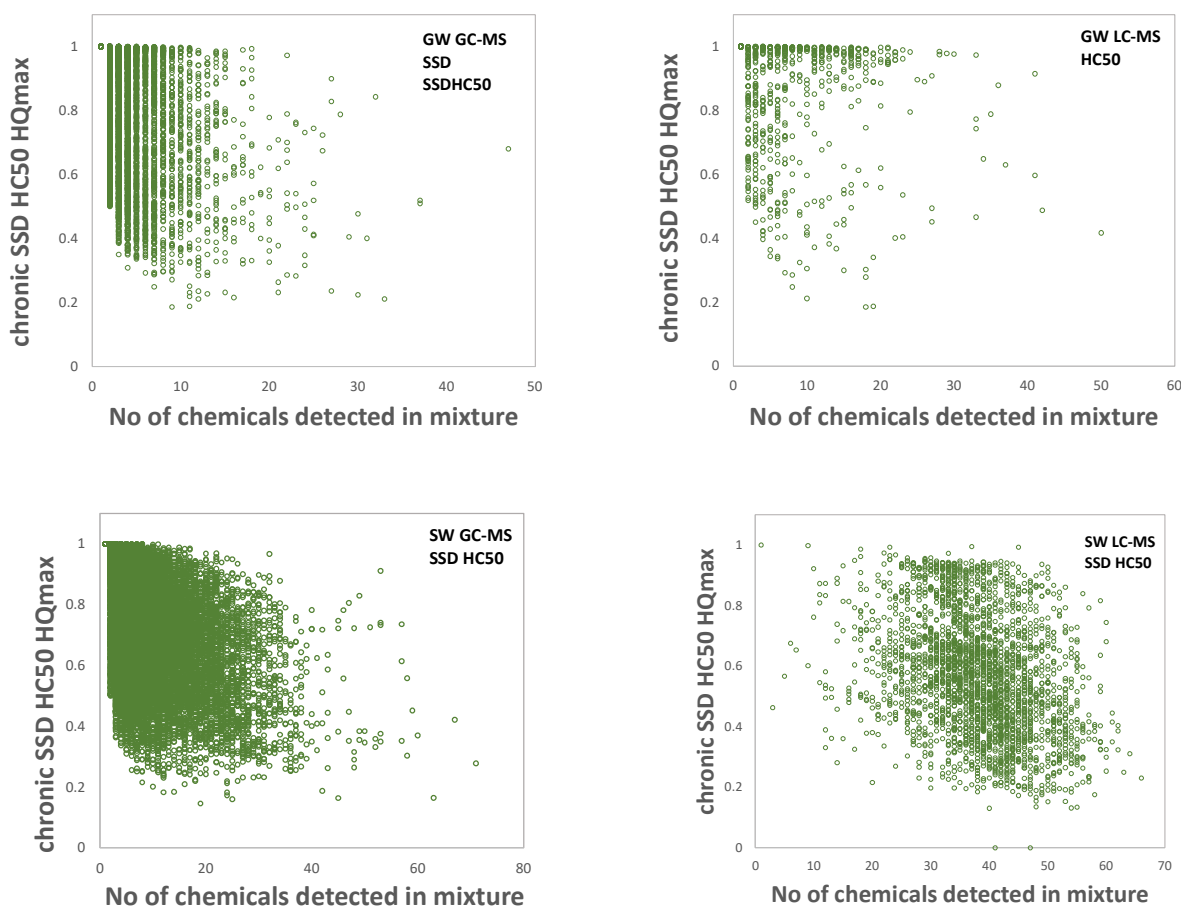 chronic SSD HC50 HQmax
1
0.8
0.6
0.4
0.2
0
GW GC-MS
SSD
SSDHC50
0 10 20 30 40 50
No of chemicals detected in mixture
chronic SSD HC50 HQmax
1
0.8
0.6
0.4
0.2
0
GW LC-MS
HC50
0 10 20 30 40 50 60
No of chemicals detected in mixture
chronic SSD HC50 HQmax
1
0.8
0.6
0.4
0.2
0
SW GC-MS
SSD HC50
0 20 40 60 80
No of chemicals detected in mixture
chronic SSD HC50 HQmax
1
0.8
0.6
0.4
0.2
0
SW LC-MS
SSD HC50
0 10 20 30 40 50 60 70
No of chemicals detected in mixture